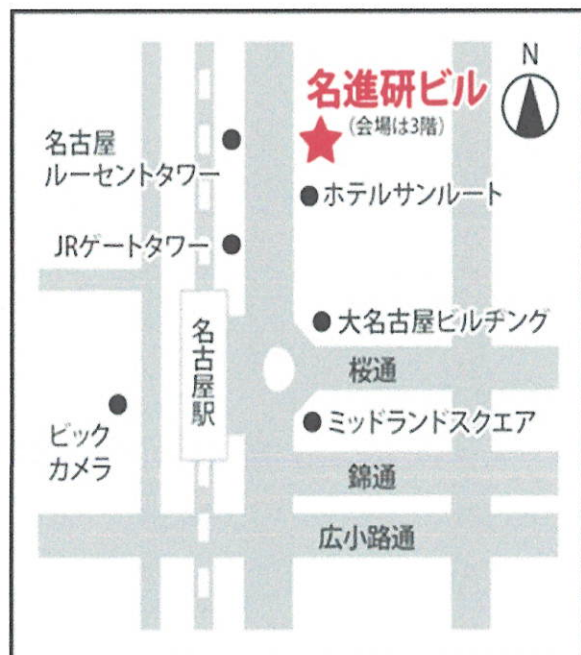 N
名進研ビル
(会場は3階)
名古屋
ルーセントタワー
ホテルサンルート
JRゲートタワー
大名古屋ビルヂング
名古屋駅
桜通
ビック
カメラ
ミッドランドスクエア
錦通
広小路通